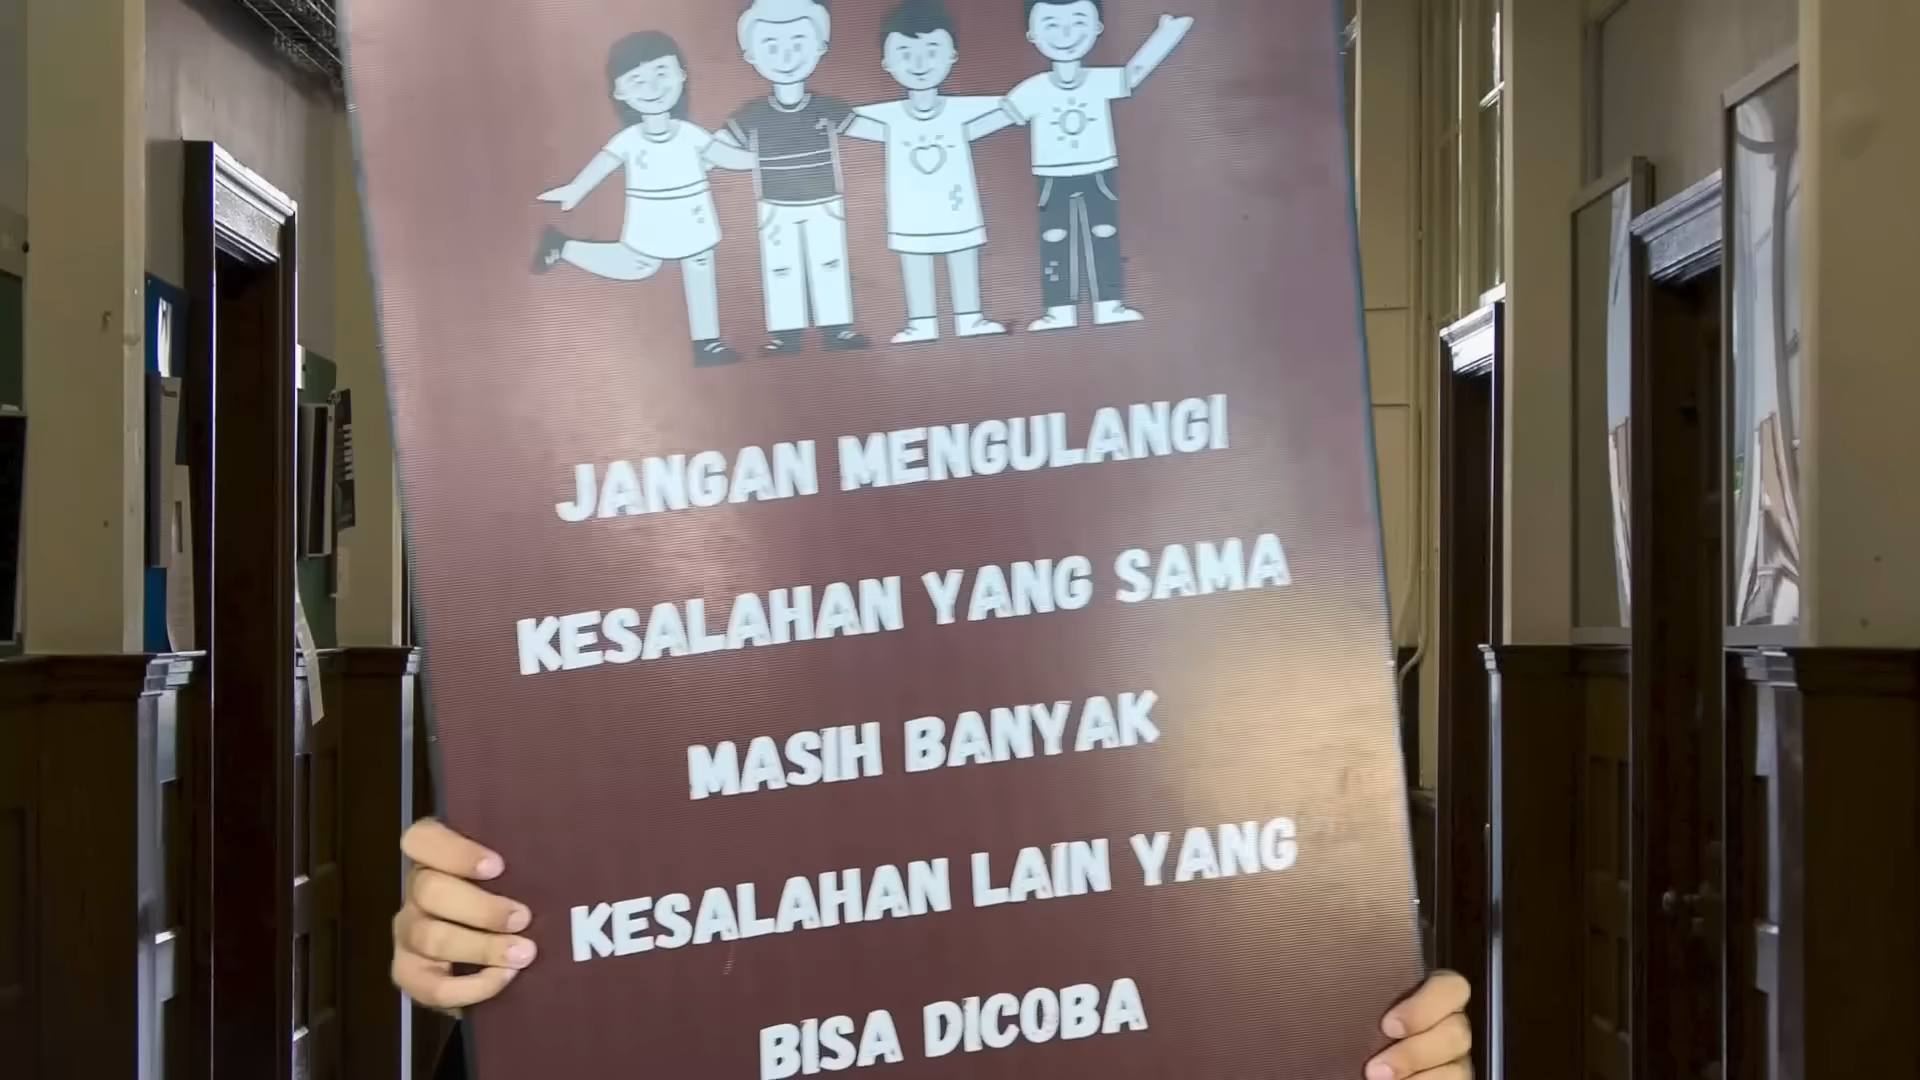 JANGAN MENGULANGI
KESALAHAN YANG SAMA
MASIH BANYAK
KESALAHAN LAIN YANG
BISA DICOBA